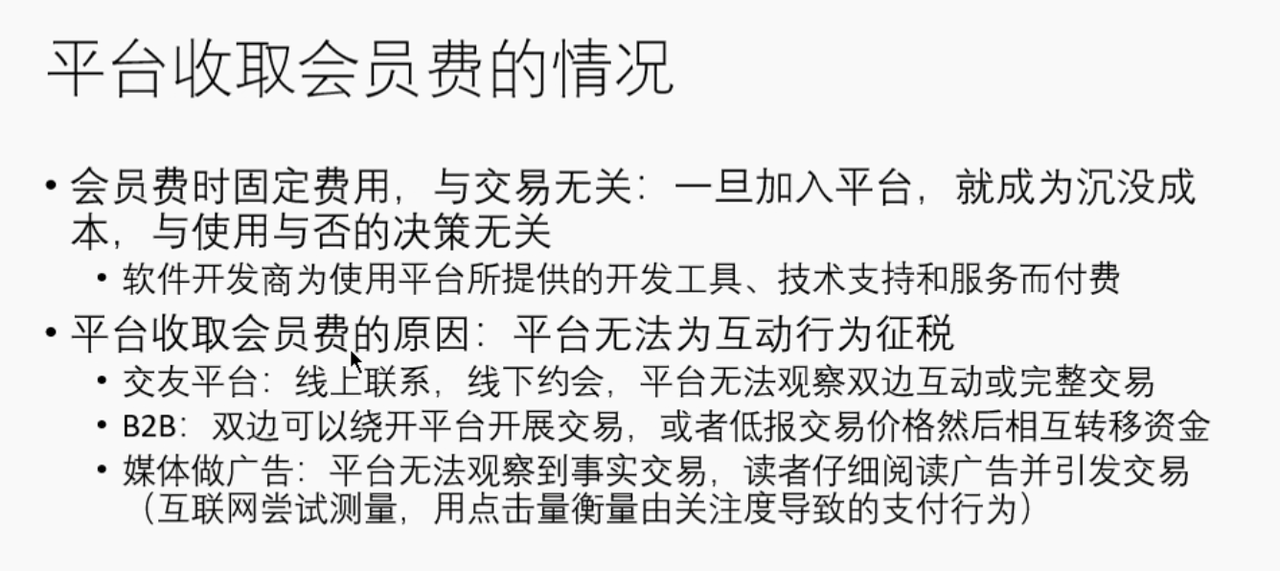 平台收取会员费的情况
• 会员费时固定费用，与交易无关：一旦加入平台，就成为沉没成
本，与使用与否的决策无关
• 软件开发商为使用平台所提供的开发工具、技术支持和服务而付费
• 平台收取会员费的原因：平台无法为互动行为征税
• 交友平台：线上联系，线下约会，平台无法观察双边互动或完整交易
• B2B：双边可以绕开平台开展交易，或者低报交易价格然后相互转移资金
• 媒体做广告：平台无法观察到事实交易，读者仔细阅读广告并引发交易
（互联网尝试测量，用点击量衡量由关注度导致的支付行为）